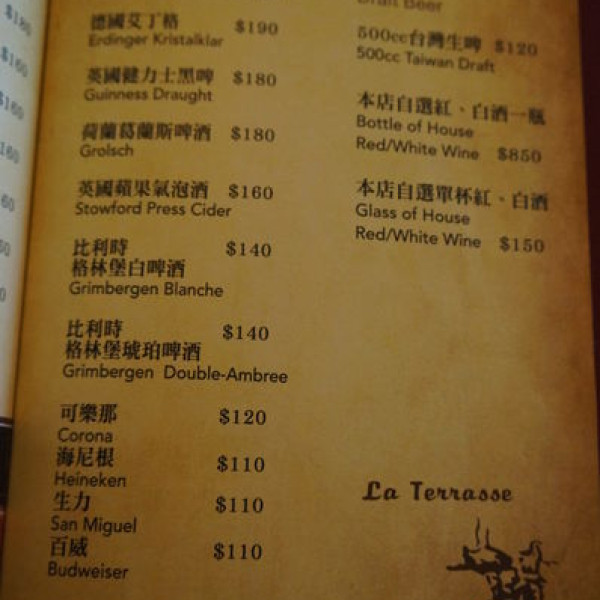 德國艾丁格 $190
Erdinger Kristalklar
英國健力士黑啤 $180
Guinness Draught
荷蘭葛蘭斯啤酒 $180
Grolsch
英國蘋果氣泡酒 $160
Stowford Press Cider
比利時 $140
格林堡白啤酒
Grimbergen Blanche
比利時 $140
格林堡琥珀啤酒
Grimbergen Double-Ambree
可樂那 $120
Corona
海尼根 $110
Heineken
生力 $110
San Miguel
百威 $110
Budweiser
Draft Beer
500cc台灣生啤 $120
500cc Taiwan Draft
本店自選紅、白酒一瓶
Bottle of House
Red/White Wine $850
本店自選單杯紅、白酒
Glass of House
Red/White Wine $150
La Terrasse